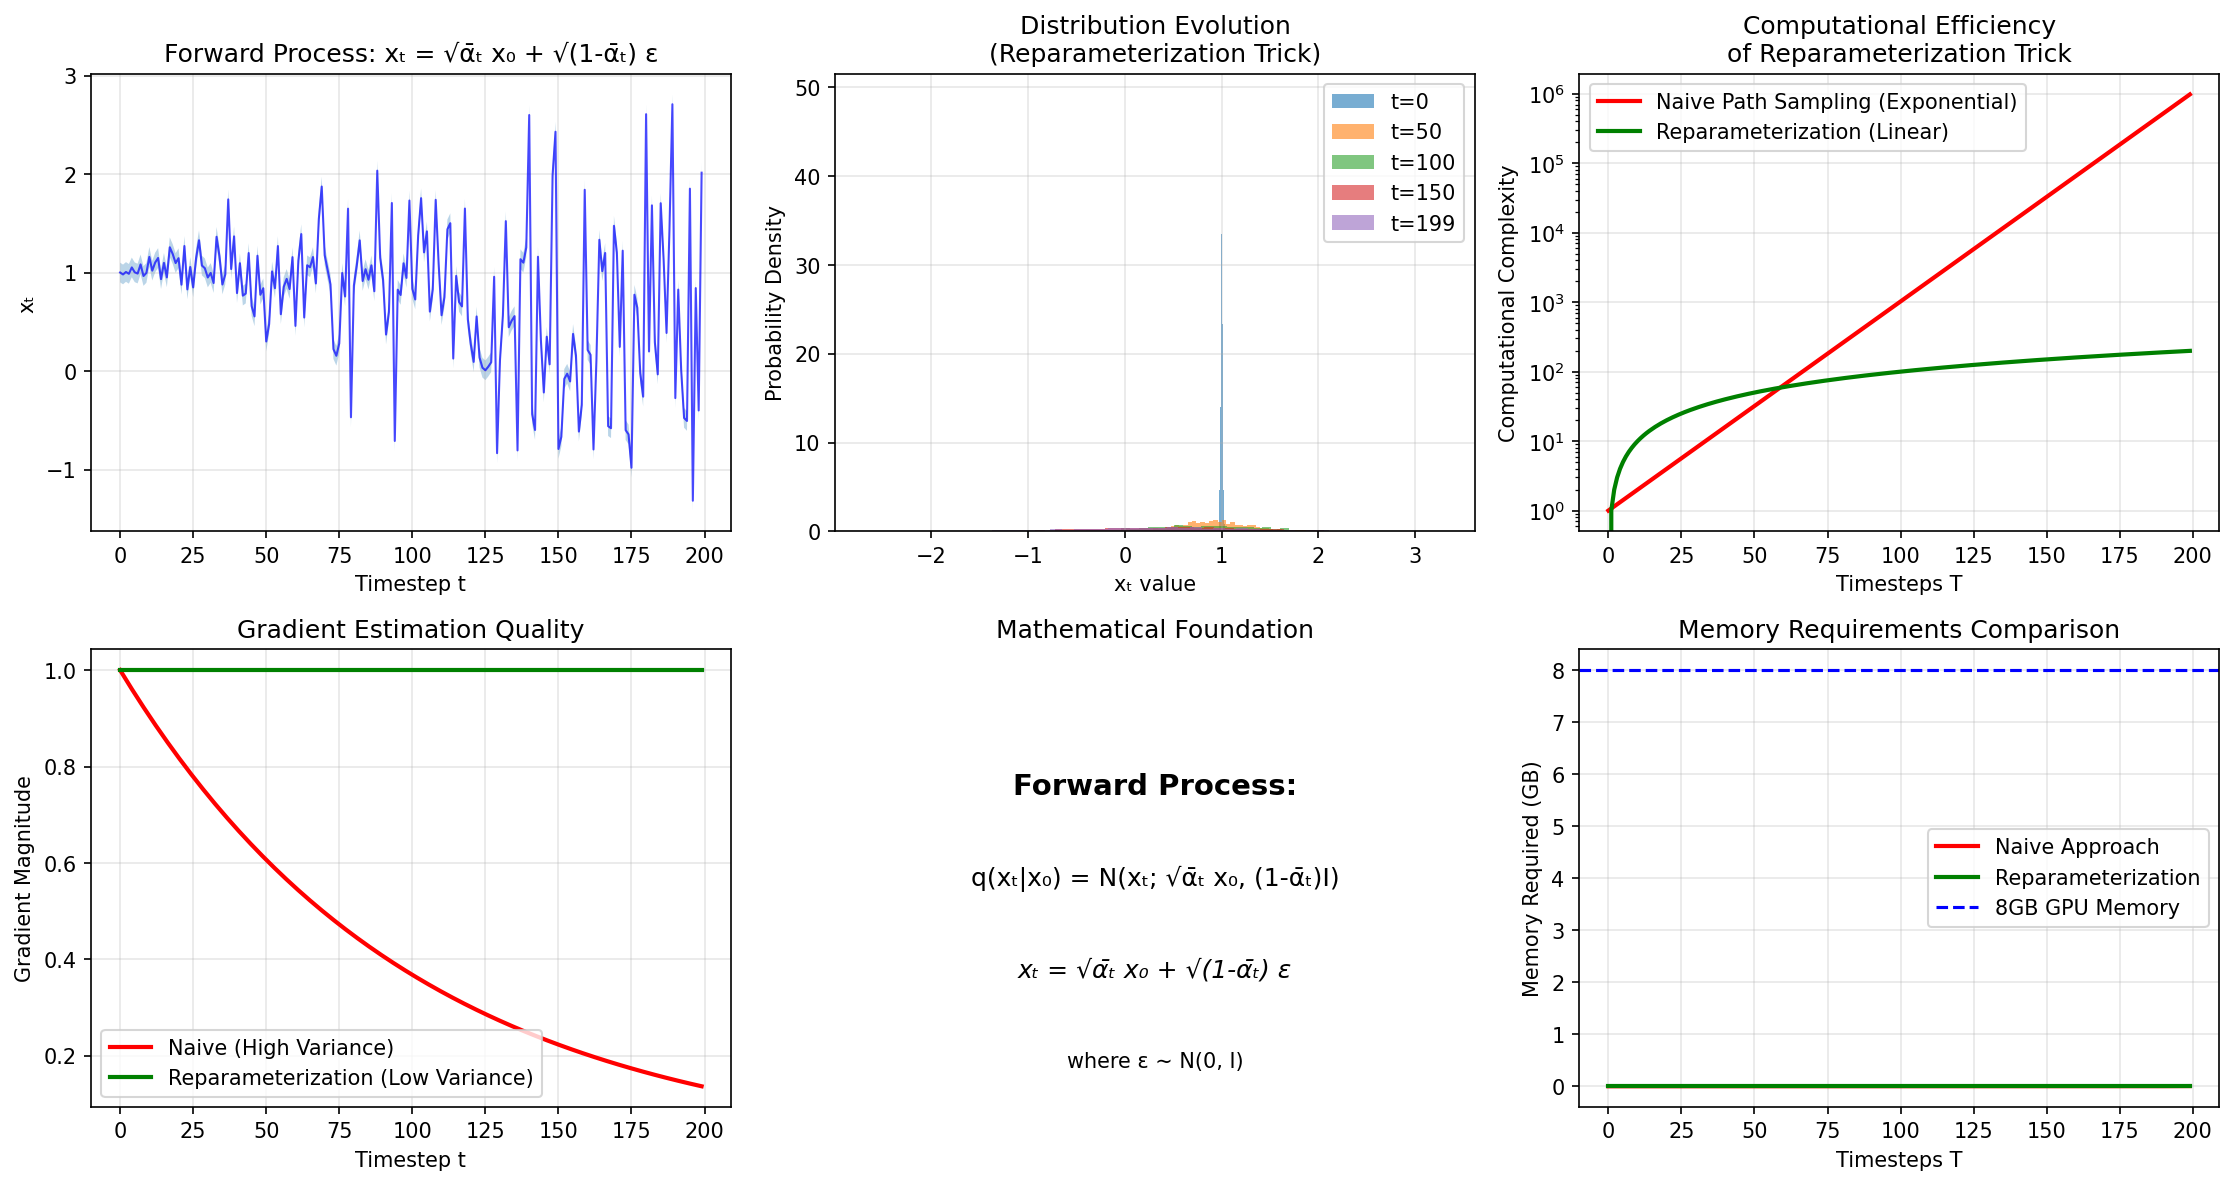 Forward Process: xₜ = √ᾱₜ x₀ + √(1-ᾱₜ) ε
3
2
1
0
−1
xₜ
0 25 50 75 100 125 150 175 200
Timestep t
Distribution Evolution
(Reparameterization Trick)
50
40
30
20
10
0
Probability Density
t=0
t=50
t=100
t=150
t=199
−2 −1 0 1 2 3
xₜ value
Computational Efficiency
of Reparameterization Trick
10⁶
10⁵
10⁴
10³
10²
10¹
10⁰
Computational Complexity
Naive Path Sampling (Exponential)
Reparameterization (Linear)
0 25 50 75 100 125 150 175 200
Timesteps T
Gradient Estimation Quality
1.0
0.8
0.6
0.4
0.2
Gradient Magnitude
Naive (High Variance)
Reparameterization (Low Variance)
0 25 50 75 100 125 150 175 200
Timestep t
Mathematical Foundation
Forward Process:
q(xₜ|x₀) = N(xₜ; √ᾱₜ x₀, (1-ᾱₜ)I)
xₜ = √ᾱₜ x₀ + √(1-ᾱₜ) ε
where ε ~ N(0, I)
Memory Requirements Comparison
8
7
6
5
4
3
2
1
0
Memory Required (GB)
Naive Approach
Reparameterization
8GB GPU Memory
0 25 50 75 100 125 150 175 200
Timesteps T